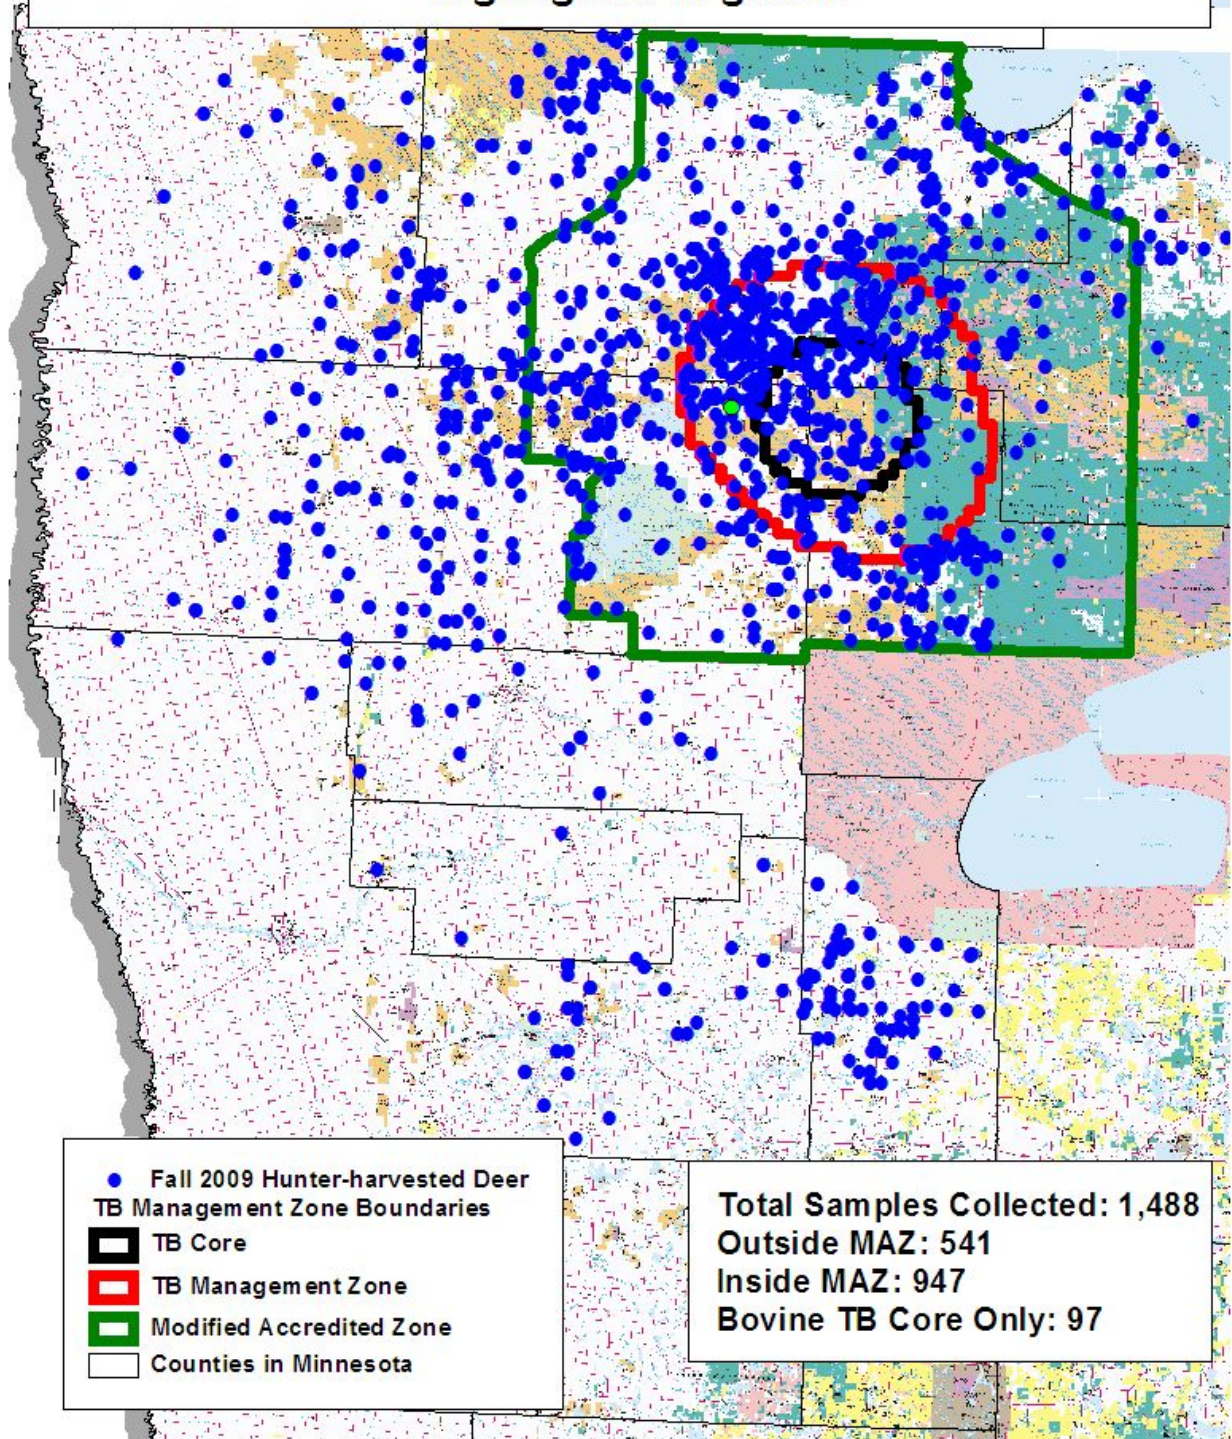 Fall 2009 Hunter-harvested Deer
TB Management Zone Boundaries
TB Core
TB Management Zone
Modified Accredited Zone
Counties in Minnesota
Total Samples Collected: 1,488
Outside MAZ: 541
Inside MAZ: 947
Bovine TB Core Only: 97